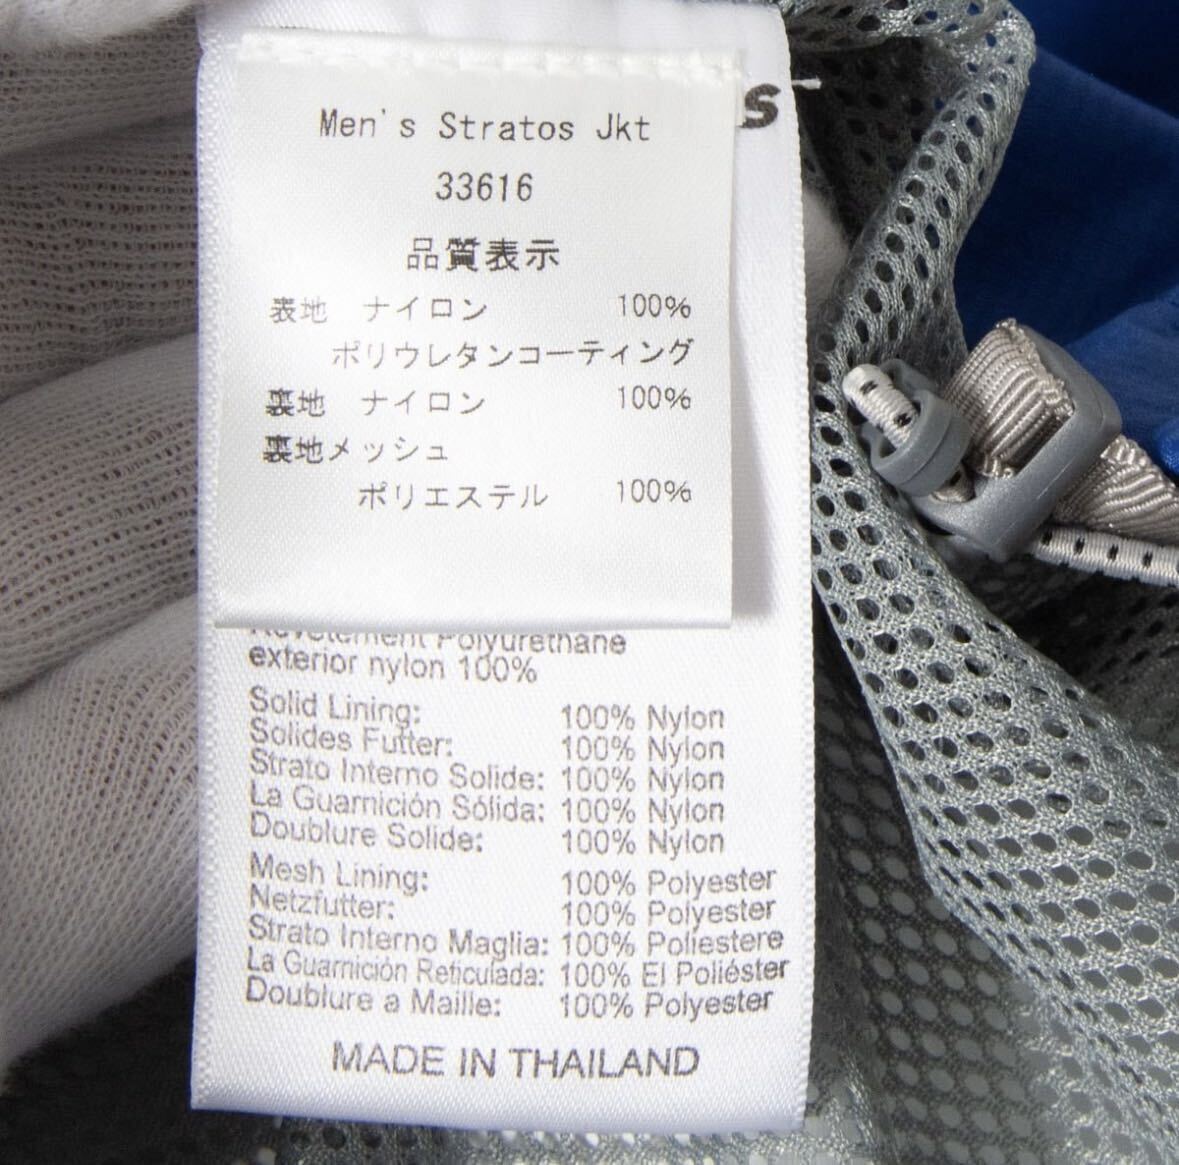 Men's Stratos Jkt
33616
品質表示
表地 ナイロン 100%
ポリウレタンコーティング
裏地 ナイロン 100%
裏地メッシュ
ポリエステル 100%
S
Revetement Polyurethane
exterior nylon 100%
Solid Lining: 100% Nylon
Solides Futter: 100% Nylon
Strato Interno Solide: 100% Nylon
La Guarnición Sólida: 100% Nylon
Doublure Solide: 100% Nylon
Mesh Lining: 100% Polyester
Netzfutter: 100% Polyester
Strato Interno Maglia: 100% Poliestere
La Guarnición Reticulada: 100% El Poliéster
Doublure a Maille: 100% Polyester
MADE IN THAILAND